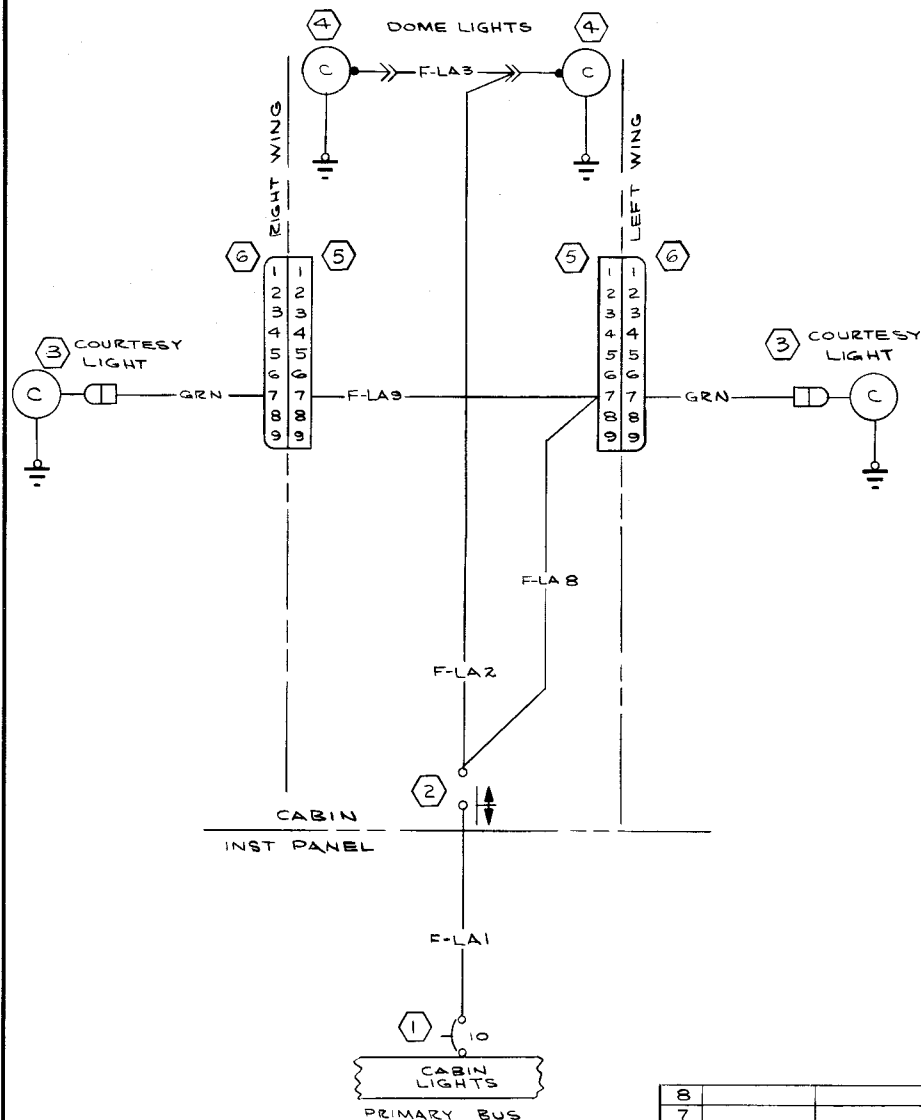 4
DOME LIGHTS
4
C
F-LA3
C
RIGHT WING
LEFT WING
6
5
5
6
1 1
2 2
3 3
4 4
5 5
6 6
7 7
8 8
9 9
1 1
2 2
3 3
4 4
5 5
6 6
7 7
8 8
9 9
3
COURTESY
LIGHT
C
GRN
F-LA9
GRN
3
COURTESY
LIGHT
C
F-LA8
F-LA2
2
CABIN
INST PANEL
F-LA1
1
10
CABIN
LIGHTS
PRIMARY BUS
8
7